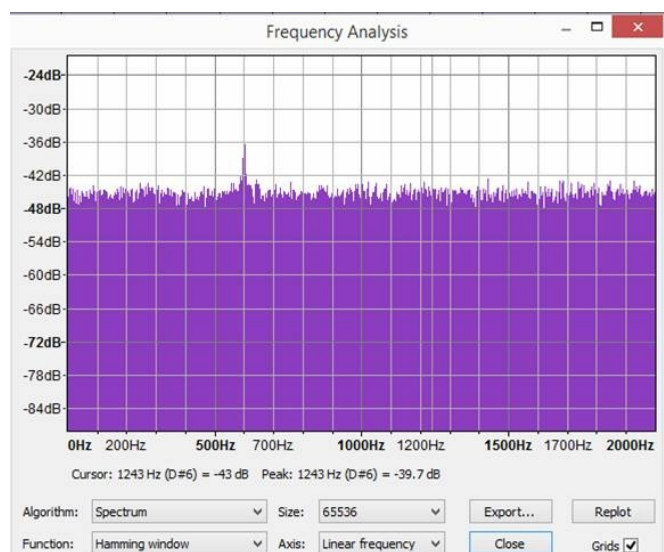 Frequency Analysis
-24dB-
-30dB-
-36dB-
-42dB-
-48dB-
-54dB-
-60dB-
-66dB-
-72dB-
-78dB-
-84dB-
0Hz 200Hz 500Hz 700Hz 1000Hz 1200Hz 1500Hz 1700Hz 2000Hz
Cursor: 1243 Hz (D#6) = -43 dB Peak: 1243 Hz (D#6) = -39.7 dB
Algorithm: Spectrum Size: 65536 Export... Replot
Function: Hamming window Axis: Linear frequency Close Grids